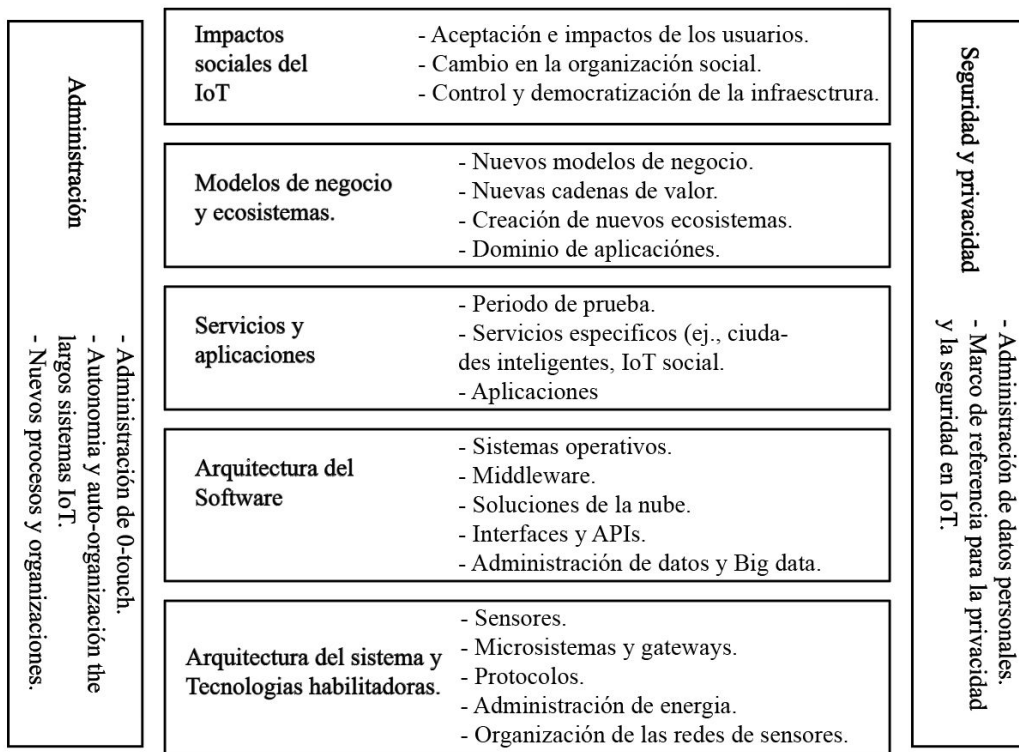 Administración
- Administración de 0-touch.
- Autonomia y auto-organización the
largos sistemas IoT.
- Nuevos procesos y organizaciones.
Impactos
sociales del
IoT
- Aceptación e impactos de los usuarios.
- Cambio en la organización social.
- Control y democratización de la infraesctrura.
Modelos de negocio
y ecosistemas.
- Nuevos modelos de negocio.
- Nuevas cadenas de valor.
- Creación de nuevos ecosistemas.
- Dominio de aplicaciónes.
Servicios y
aplicaciones
- Periodo de prueba.
- Servicios especificos (ej., ciuda-
des inteligentes, IoT social.
- Aplicaciones
Arquitectura del
Software
- Sistemas operativos.
- Middleware.
- Soluciones de la nube.
- Interfaces y APIs.
- Administración de datos y Big data.
Arquitectura del sistema y
Tecnologias habilitadoras.
- Sensores.
- Microsistemas y gateways.
- Protocolos.
- Administración de energia.
- Organización de las redes de sensores.
Seguridad y privacidad
- Administración de datos personales.
- Marco de referencia para la privacidad
y la seguridad en IoT.